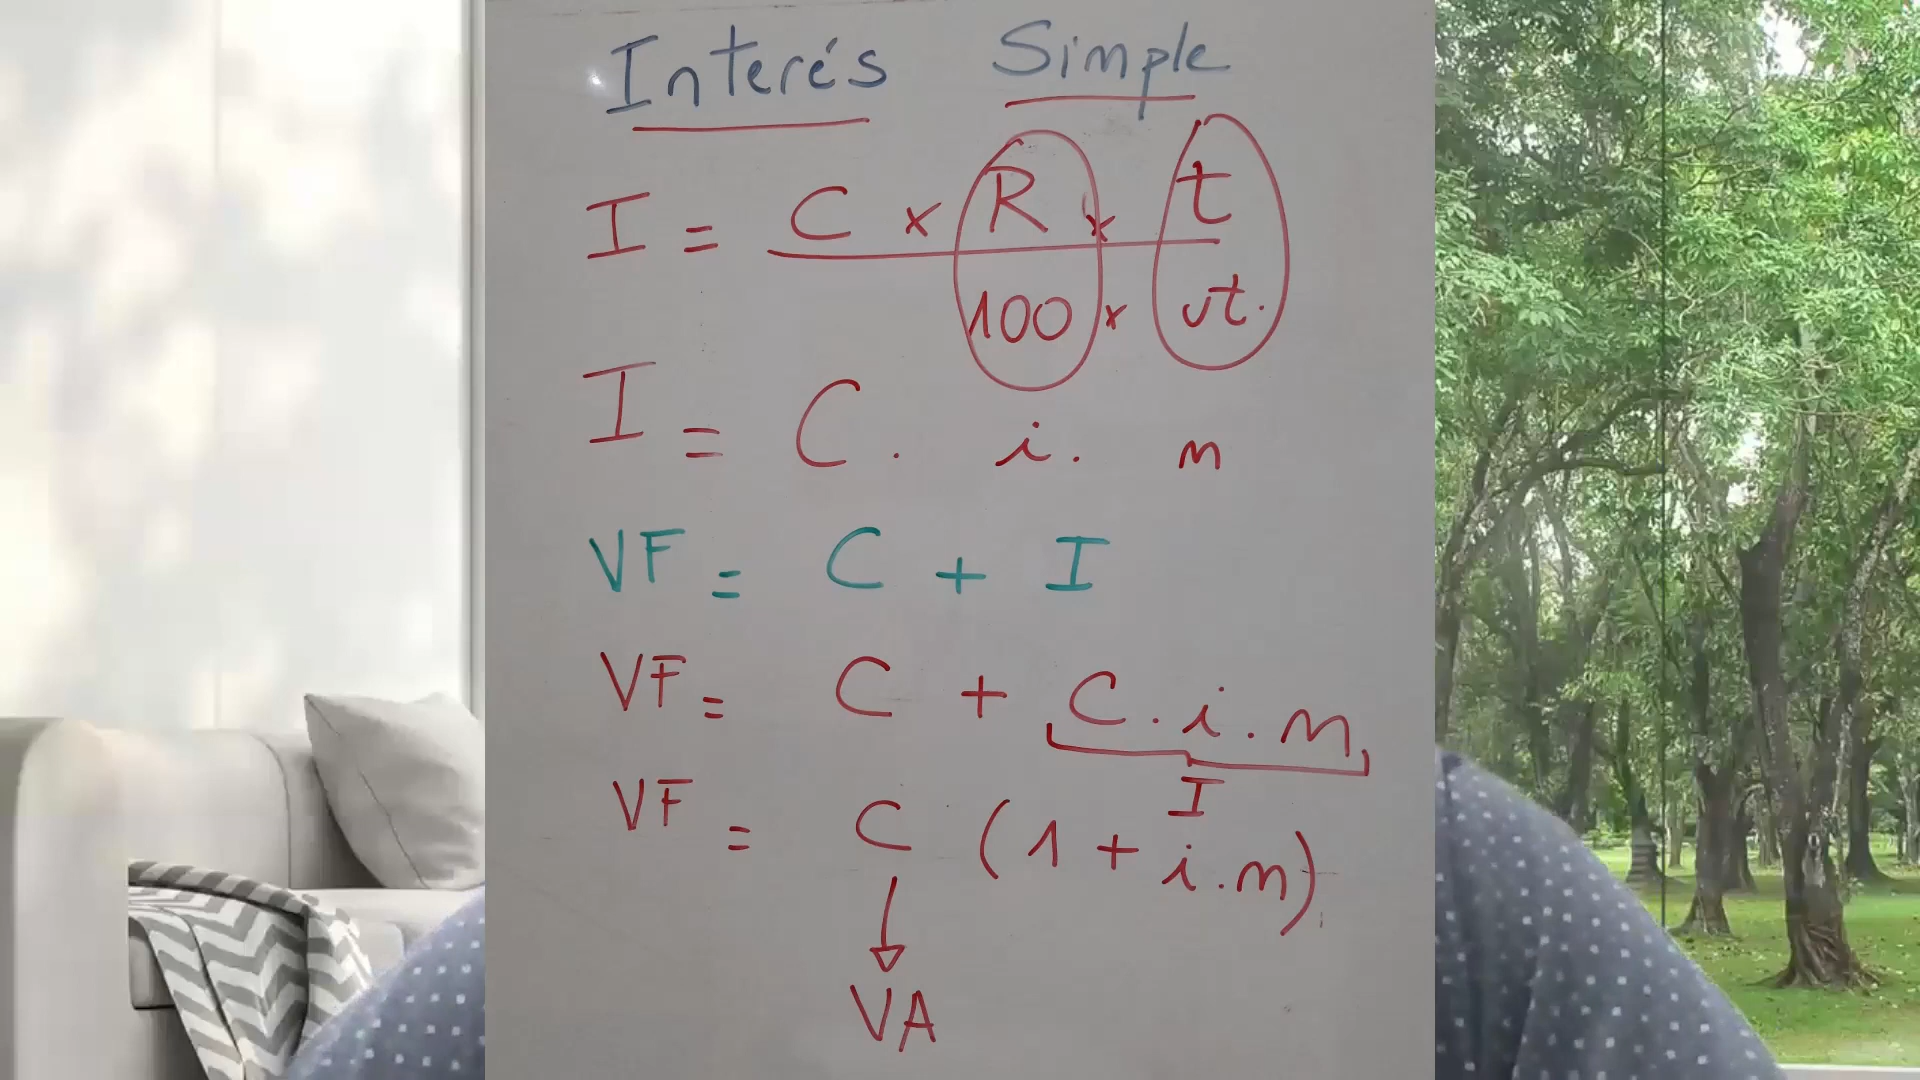 Interés Simple
I = C x R x t
100 x ut.
I = C . i . n
VF = C + I
VF = C + C . i . n
I
VF = C (1 + i . n)
VA